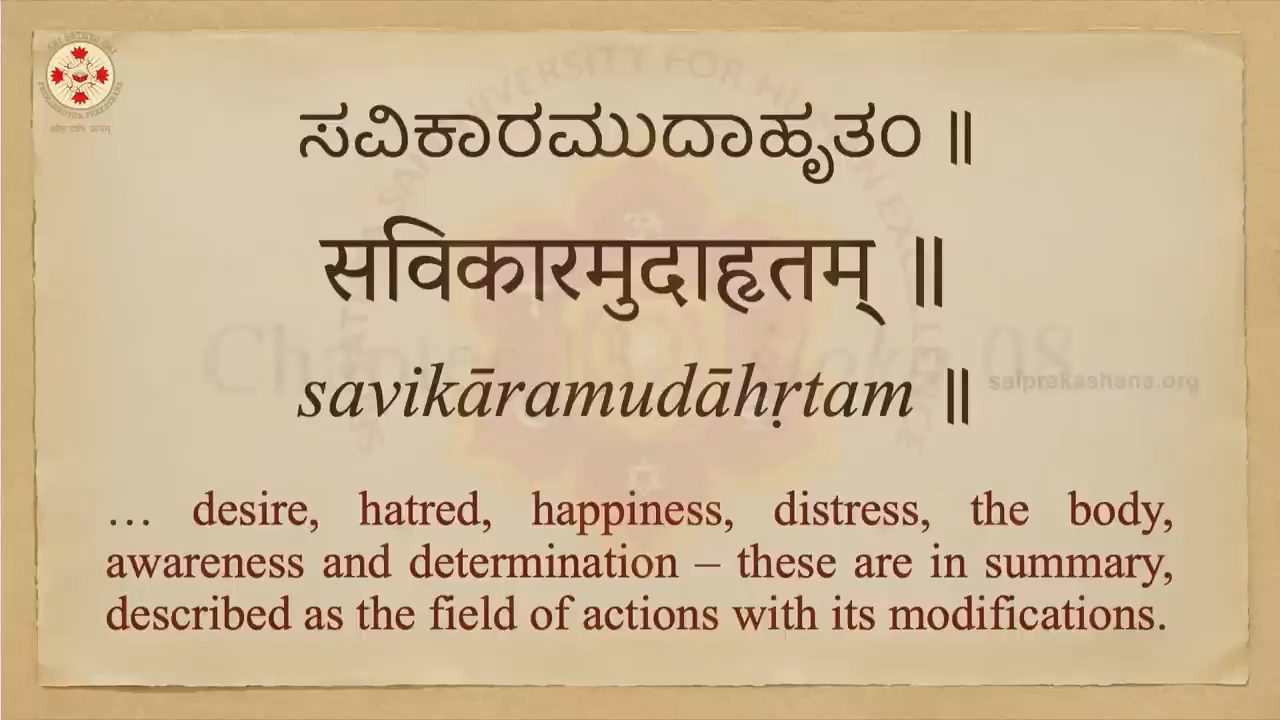 ಸವಿಕಾರಮುದಾಹೃತಂ ॥
सविकारमुदाहृतम् ॥
savikāramudāhṛtam ॥
saiprakashana.org
… desire, hatred, happiness, distress, the body,
awareness and determination – these are in summary,
described as the field of actions with its modifications.